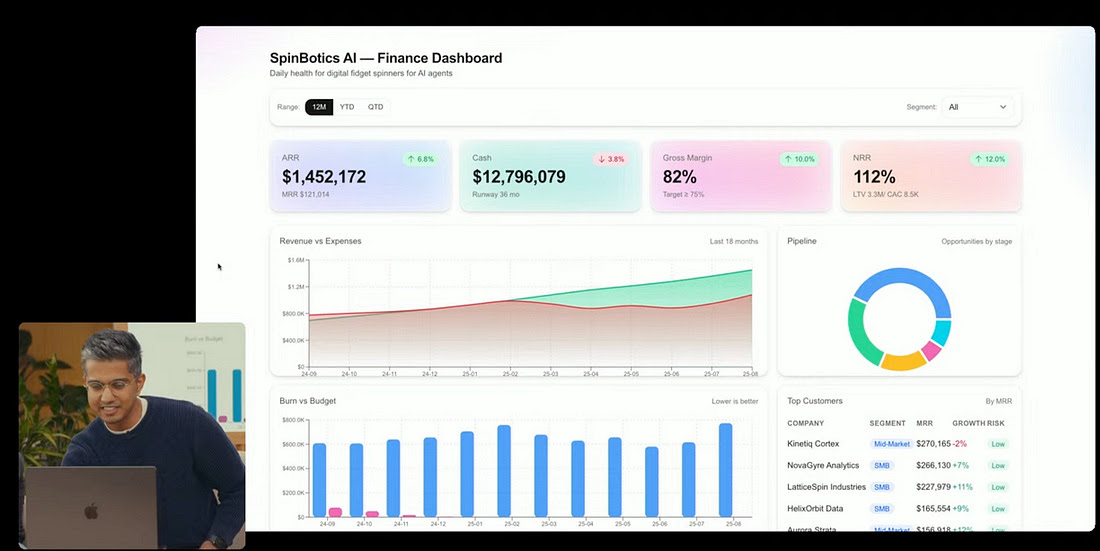 SpinBotics AI — Finance Dashboard
Daily health for digital fidget spinners for AI agents
Range: 12M YTD QTD
Segment: All
ARR ↑ 6.8%
$1,452,172
MRR $121,014
Cash ↓ 3.8%
$12,796,079
Runway 36 mo
Gross Margin ↑ 10.0%
82%
Target ≥ 75%
NRR ↑ 12.0%
112%
LTV 3.3M/ CAC 8.5K
Revenue vs Expenses Last 18 months
$1.6M
$1.2M
$800.0K
$400.0K
$0
24-09 24-10 24-11 24-12 25-01 25-02 25-03 25-04 25-05 25-06 25-07 25-08
Pipeline Opportunities by stage
Burn vs Budget Lower is better
$800.0K
$600.0K
$400.0K
$200.0K
$0
24-09 24-10 24-11 24-12 25-01 25-02 25-03 25-04 25-05 25-06 25-07 25-08
Top Customers By MRR
COMPANY SEGMENT MRR GROWTH RISK
Kinetiq Cortex Mid-Market $270,165 -2% Low
NovaGyre Analytics SMB $266,130 +7% Low
LatticeSpin Industries SMB $227,979 +11% Low
HelixOrbit Data SMB $165,554 +9% Low
Aurora Strata Mid-Market $156,918 +12% Low
Burn vs Budget